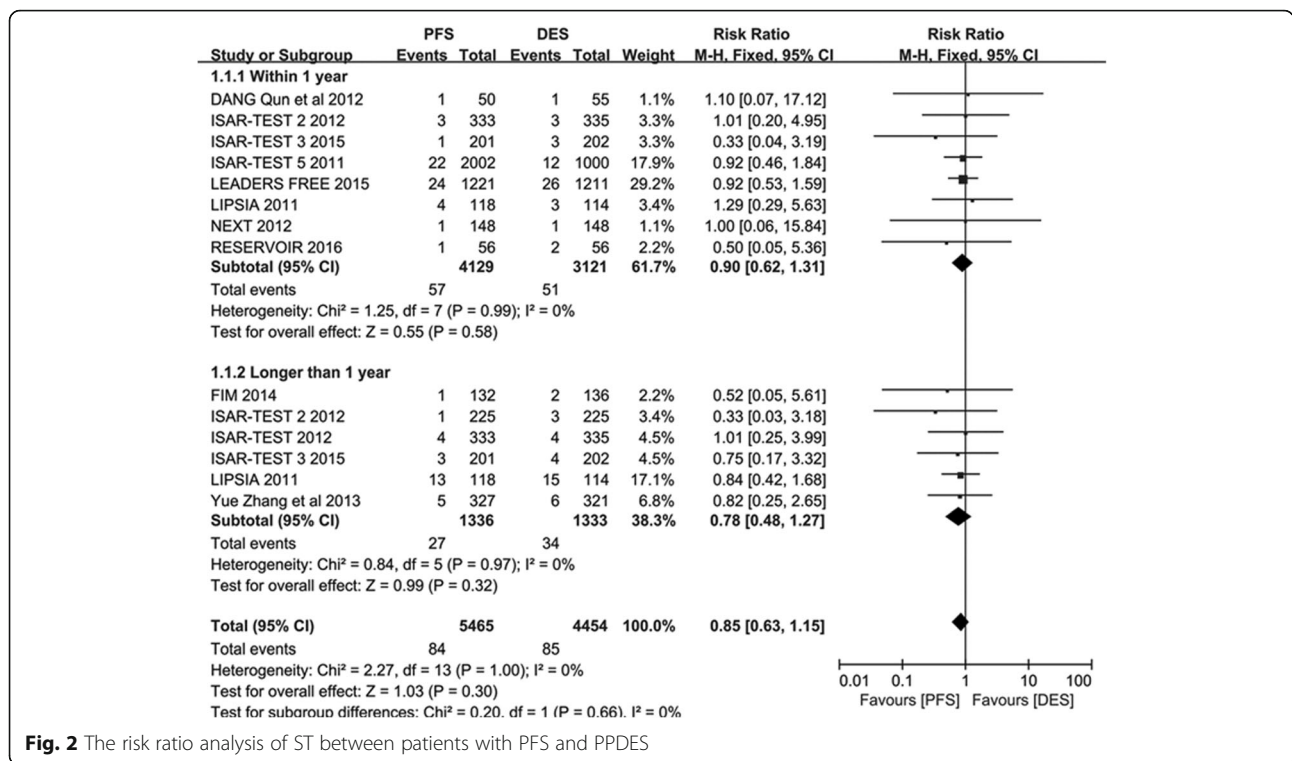 PFS DES Risk Ratio Risk Ratio
Study or Subgroup Events Total Events Total Weight M-H, Fixed, 95% CI M-H, Fixed, 95% CI
1.1.1 Within 1 year
DANG Qun et al 2012 1 50 1 55 1.1% 1.10 [0.07, 17.12]
ISAR-TEST 2 2012 3 333 3 335 3.3% 1.01 [0.20, 4.95]
ISAR-TEST 3 2015 1 201 3 202 3.3% 0.33 [0.04, 3.19]
ISAR-TEST 5 2011 22 2002 12 1000 17.9% 0.92 [0.46, 1.84]
LEADERS FREE 2015 24 1221 26 1211 29.2% 0.92 [0.53, 1.59]
LIPSIA 2011 4 118 3 114 3.4% 1.29 [0.29, 5.63]
NEXT 2012 1 148 1 148 1.1% 1.00 [0.06, 15.84]
RESERVOIR 2016 1 56 2 56 2.2% 0.50 [0.05, 5.36]
Subtotal (95% CI) 4129 3121 61.7% 0.90 [0.62, 1.31]
Total events 57 51
Heterogeneity: Chi² = 1.25, df = 7 (P = 0.99); I² = 0%
Test for overall effect: Z = 0.55 (P = 0.58)
1.1.2 Longer than 1 year
FIM 2014 1 132 2 136 2.2% 0.52 [0.05, 5.61]
ISAR-TEST 2 2012 1 225 3 225 3.4% 0.33 [0.03, 3.18]
ISAR-TEST 2012 4 333 4 335 4.5% 1.01 [0.25, 3.99]
ISAR-TEST 3 2015 3 201 4 202 4.5% 0.75 [0.17, 3.32]
LIPSIA 2011 13 118 15 114 17.1% 0.84 [0.42, 1.68]
Yue Zhang et al 2013 5 327 6 321 6.8% 0.82 [0.25, 2.65]
Subtotal (95% CI) 1336 1333 38.3% 0.78 [0.48, 1.27]
Total events 27 34
Heterogeneity: Chi² = 0.84, df = 5 (P = 0.97); I² = 0%
Test for overall effect: Z = 0.99 (P = 0.32)
Total (95% CI) 5465 4454 100.0% 0.85 [0.63, 1.15]
Total events 84 85
Heterogeneity: Chi² = 2.27, df = 13 (P = 1.00); I² = 0%
Test for overall effect: Z = 1.03 (P = 0.30)
Test for subgroup differences: Chi² = 0.20, df = 1 (P = 0.66), I² = 0%
0.01 0.1 1 10 100
Favours [PFS] Favours [DES]
Fig. 2 The risk ratio analysis of ST between patients with PFS and PPDES